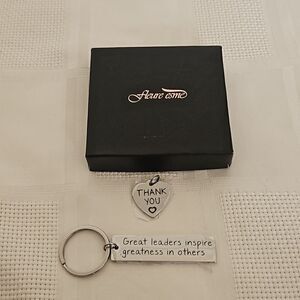 fleure esme
THANK
YOU
Great leaders inspire
greatness in others